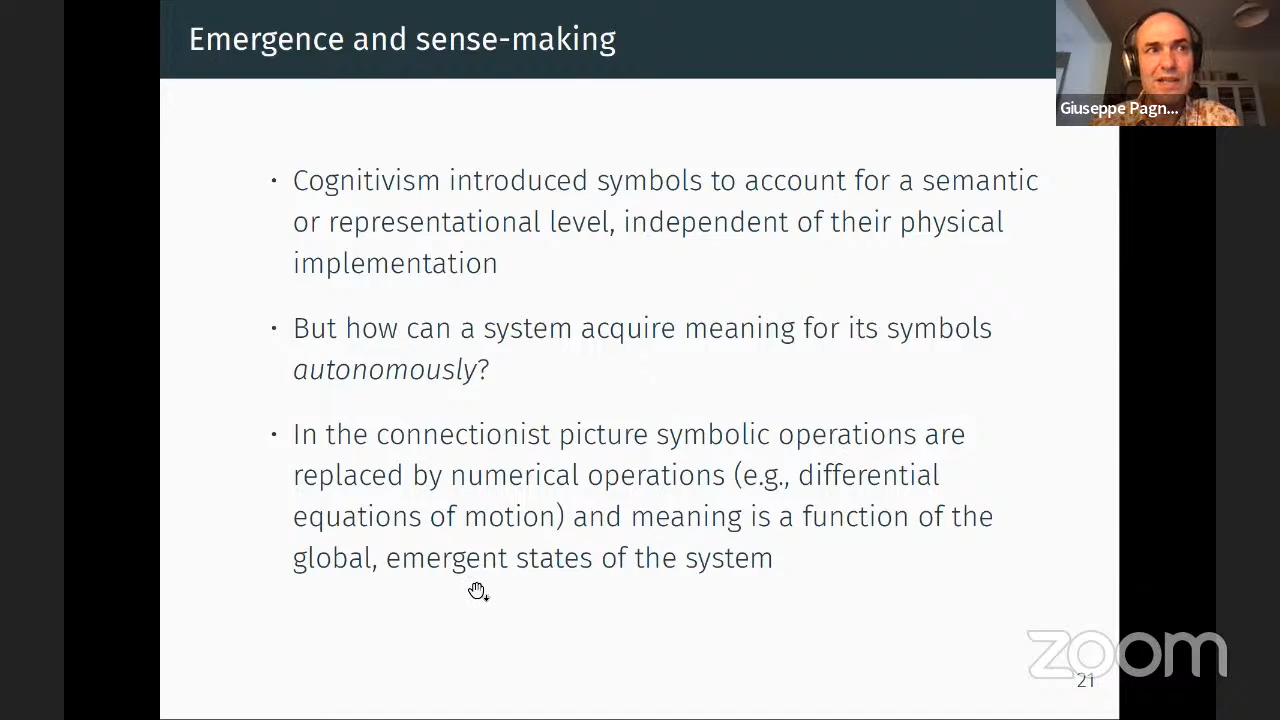 Emergence and sense-making
Giuseppe Pagn...
· Cognitivism introduced symbols to account for a semantic
or representational level, independent of their physical
implementation
· But how can a system acquire meaning for its symbols
autonomously?
· In the connectionist picture symbolic operations are
replaced by numerical operations (e.g., differential
equations of motion) and meaning is a function of the
global, emergent states of the system
zoom
21